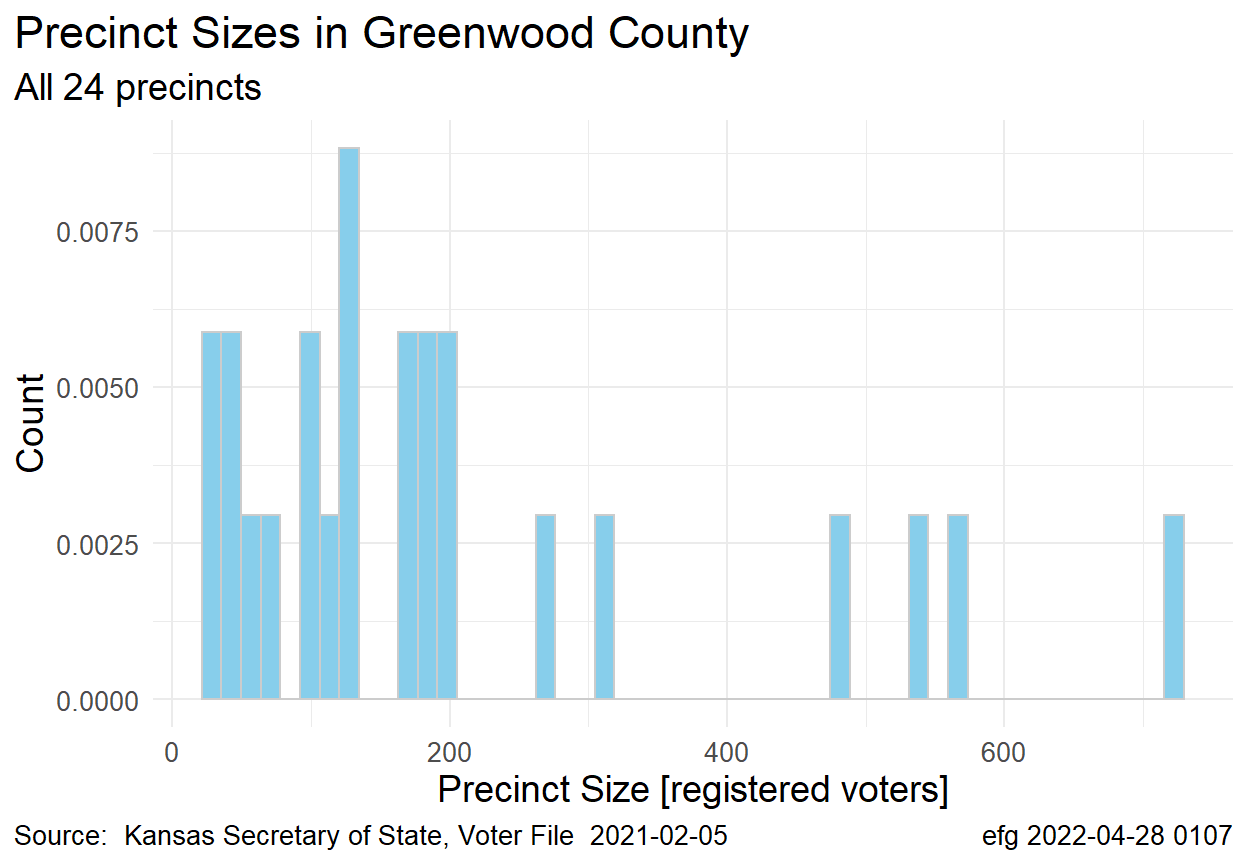 Precinct Sizes in Greenwood County
All 24 precincts
Count
0.0075
0.0050
0.0025
0.0000
0 200 400 600
Precinct Size [registered voters]
Source:  Kansas Secretary of State, Voter File  2021-02-05
efg 2022-04-28 0107